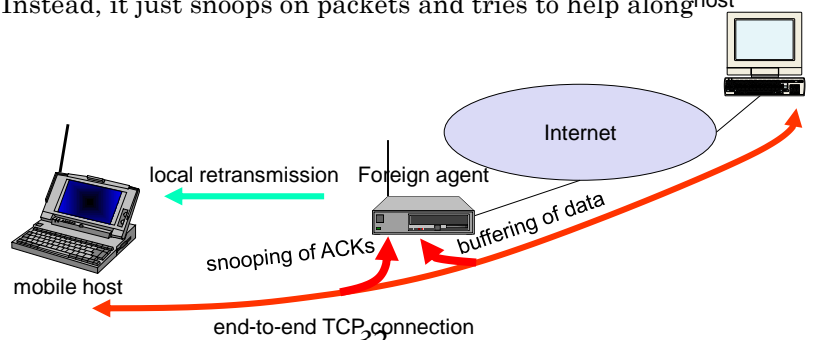 Instead, it just snoops on packets and tries to help along
host
Internet
local retransmission
Foreign agent
snooping of ACKs
buffering of data
mobile host
end-to-end TCP connection